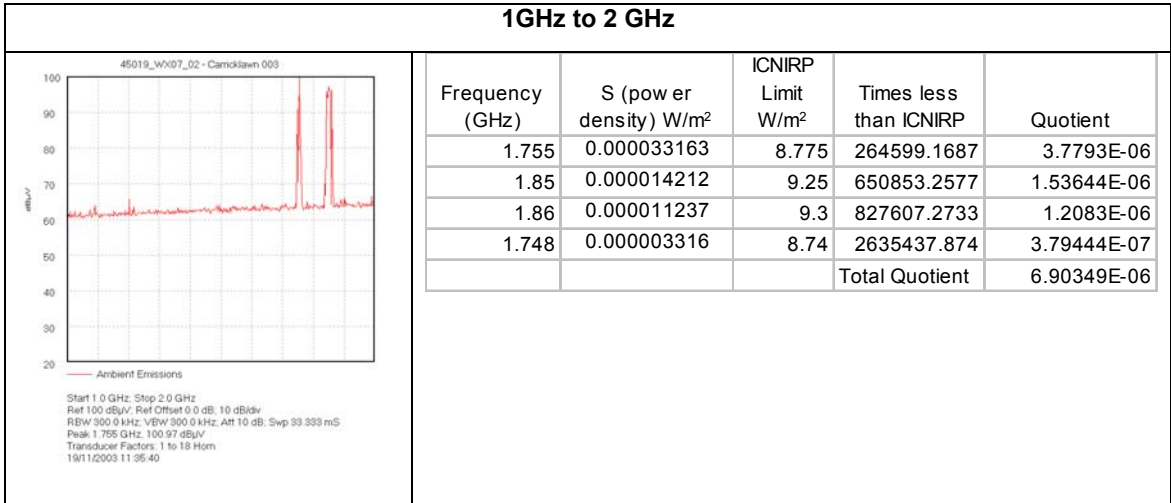 1GHz to 2 GHz
45019_WX07_02 - Carricklawn 003
100
90
80
70
60
50
40
30
20
dBµV
Ambient Emissions
Start 1.0 GHz; Stop 2.0 GHz
Ref 100 dBµV; Ref Offset 0.0 dB; 10 dB/div
RBW 300.0 kHz; VBW 300.0 kHz; Att 10 dB; Swp 33.333 mS
Peak 1.755 GHz, 100.97 dBµV
Transducer Factors: 1 to 18 Horn
19/11/2003 11:35:40
Frequency (GHz) S (pow er density) W/m² ICNIRP Limit W/m² Times less than ICNIRP Quotient
1.755 0.000033163 8.775 264599.1687 3.7793E-06
1.85 0.000014212 9.25 650853.2577 1.53644E-06
1.86 0.000011237 9.3 827607.2733 1.2083E-06
1.748 0.000003316 8.74 2635437.874 3.79444E-07
Total Quotient 6.90349E-06